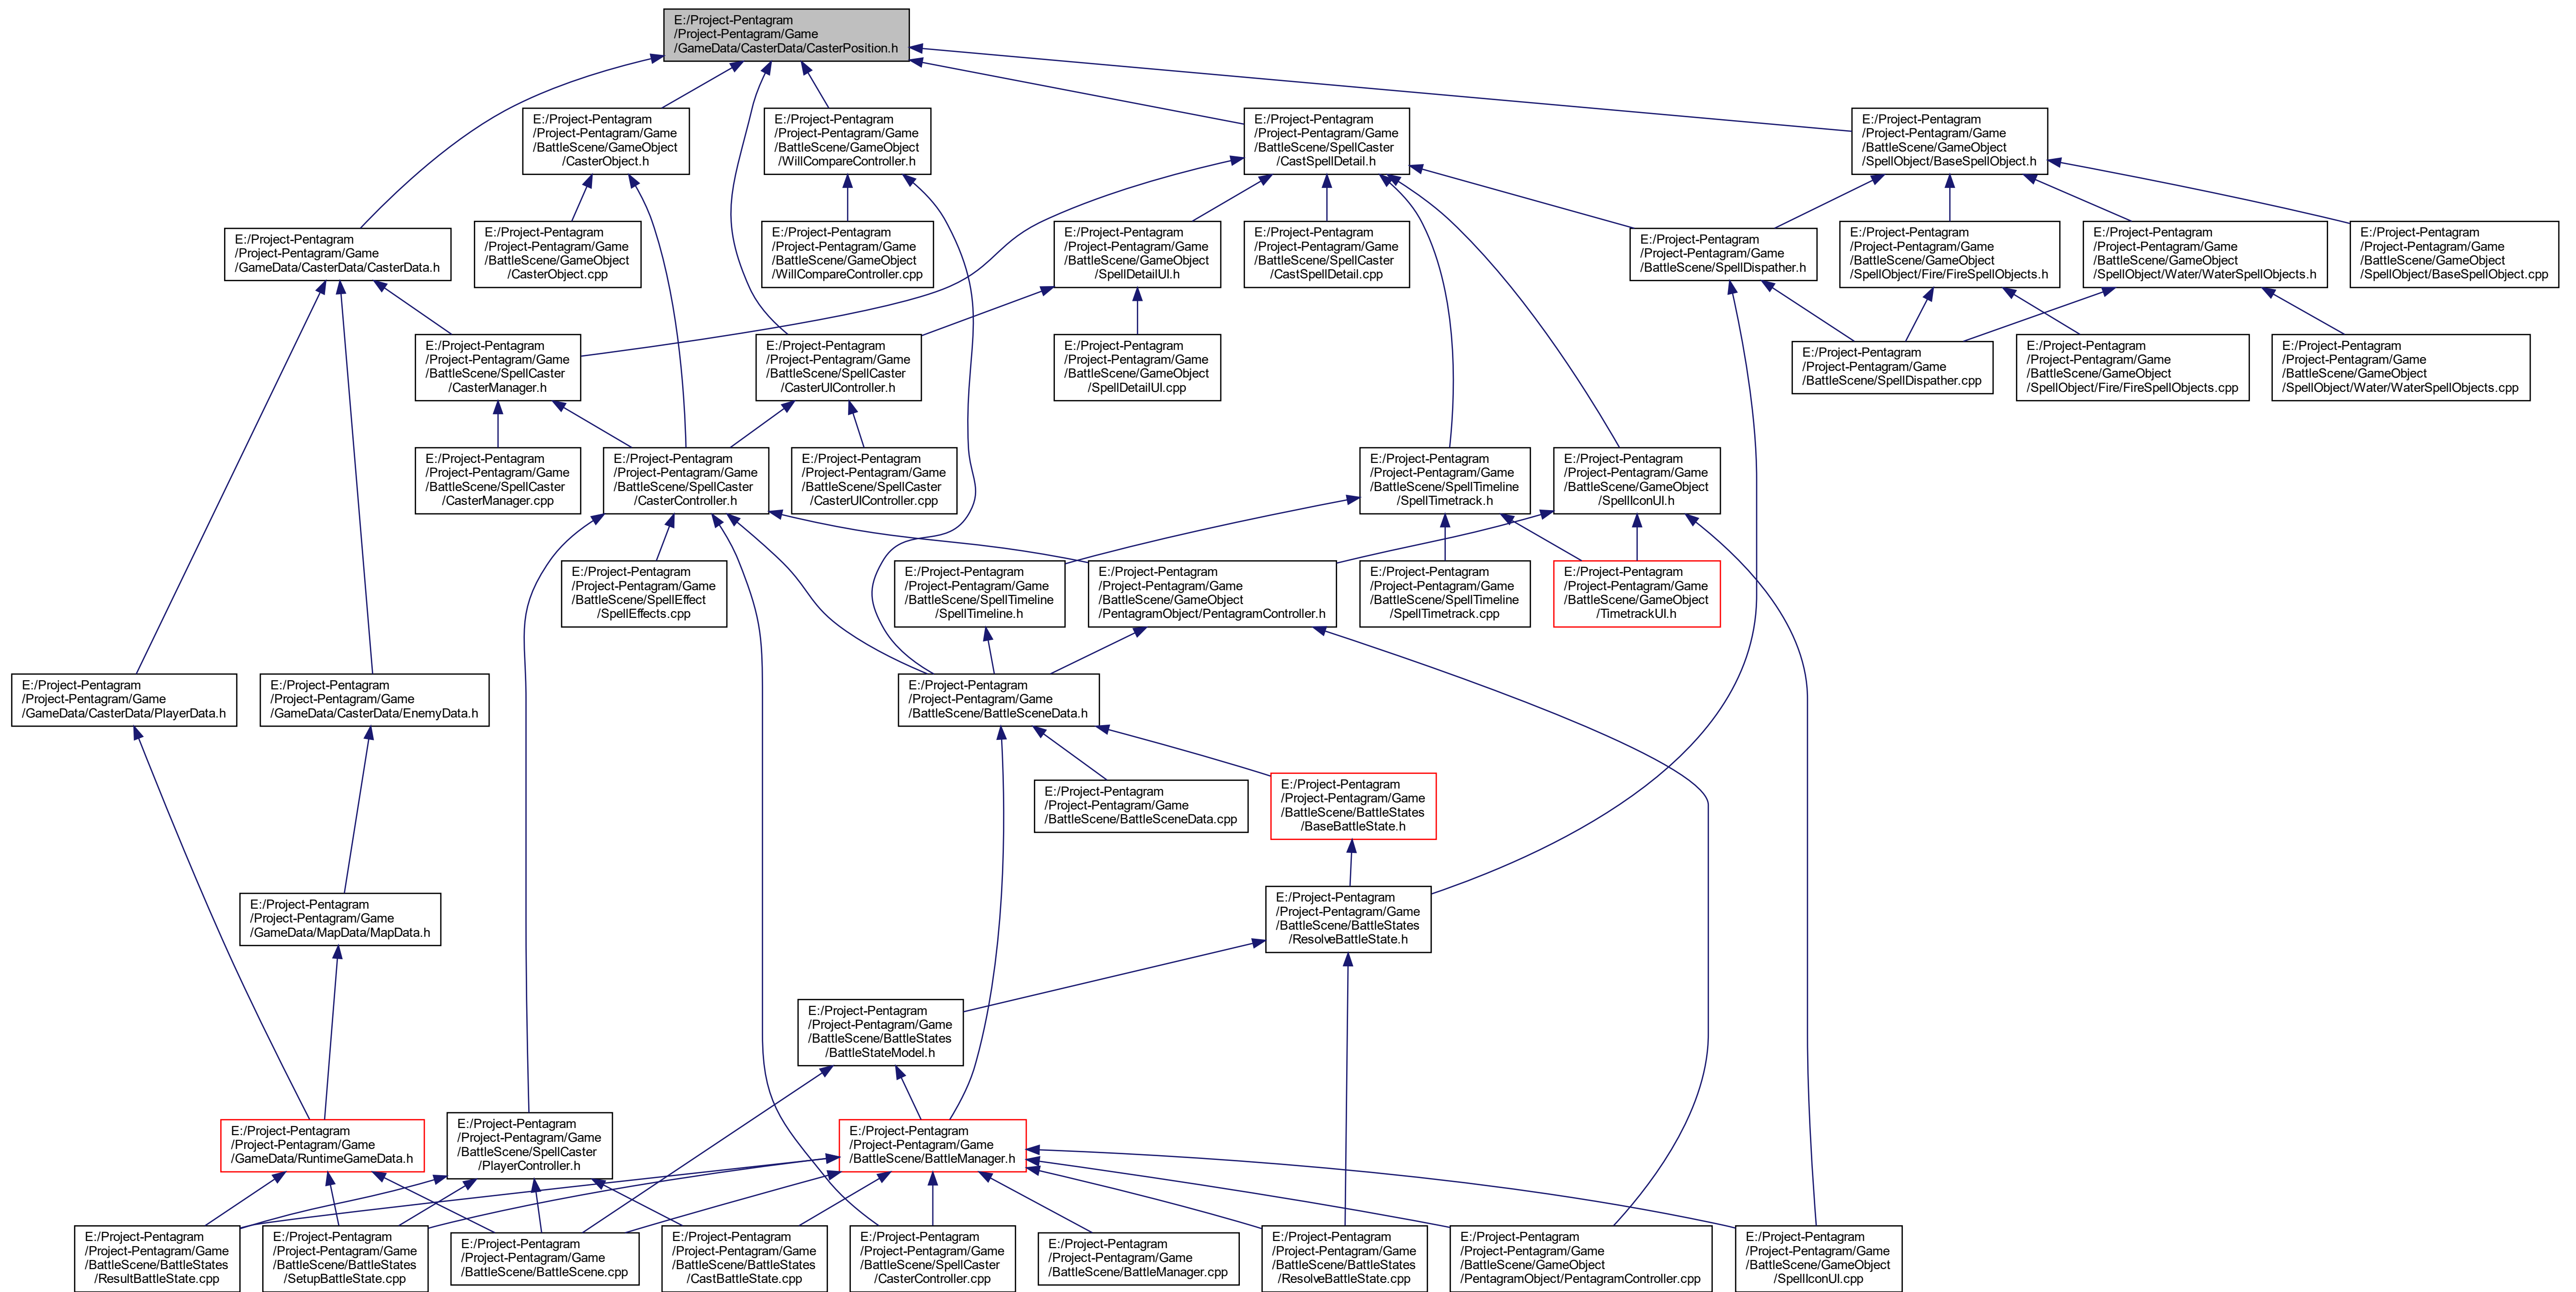 E:/Project-Pentagram
/Project-Pentagram/Game
/GameData/CasterData/CasterPosition.h
E:/Project-Pentagram
/Project-Pentagram/Game
/BattleScene/GameObject
/CasterObject.h
E:/Project-Pentagram
/Project-Pentagram/Game
/BattleScene/GameObject
/WillCompareController.h
E:/Project-Pentagram
/Project-Pentagram/Game
/BattleScene/SpellCaster
/CastSpellDetail.h
E:/Project-Pentagram
/Project-Pentagram/Game
/BattleScene/GameObject
/SpellObject/BaseSpellObject.h
E:/Project-Pentagram
/Project-Pentagram/Game
/GameData/CasterData/CasterData.h
E:/Project-Pentagram
/Project-Pentagram/Game
/BattleScene/GameObject
/CasterObject.cpp
E:/Project-Pentagram
/Project-Pentagram/Game
/BattleScene/GameObject
/WillCompareController.cpp
E:/Project-Pentagram
/Project-Pentagram/Game
/BattleScene/GameObject
/SpellDetailUI.h
E:/Project-Pentagram
/Project-Pentagram/Game
/BattleScene/SpellCaster
/CastSpellDetail.cpp
E:/Project-Pentagram
/Project-Pentagram/Game
/BattleScene/SpellDispather.h
E:/Project-Pentagram
/Project-Pentagram/Game
/BattleScene/GameObject
/SpellObject/Fire/FireSpellObjects.h
E:/Project-Pentagram
/Project-Pentagram/Game
/BattleScene/GameObject
/SpellObject/Water/WaterSpellObjects.h
E:/Project-Pentagram
/Project-Pentagram/Game
/BattleScene/GameObject
/SpellObject/BaseSpellObject.cpp
E:/Project-Pentagram
/Project-Pentagram/Game
/BattleScene/SpellCaster
/CasterManager.h
E:/Project-Pentagram
/Project-Pentagram/Game
/BattleScene/SpellCaster
/CasterUIController.h
E:/Project-Pentagram
/Project-Pentagram/Game
/BattleScene/GameObject
/SpellDetailUI.cpp
E:/Project-Pentagram
/Project-Pentagram/Game
/BattleScene/SpellDispather.cpp
E:/Project-Pentagram
/Project-Pentagram/Game
/BattleScene/GameObject
/SpellObject/Fire/FireSpellObjects.cpp
E:/Project-Pentagram
/Project-Pentagram/Game
/BattleScene/GameObject
/SpellObject/Water/WaterSpellObjects.cpp
E:/Project-Pentagram
/Project-Pentagram/Game
/BattleScene/SpellCaster
/CasterManager.cpp
E:/Project-Pentagram
/Project-Pentagram/Game
/BattleScene/SpellCaster
/CasterController.h
E:/Project-Pentagram
/Project-Pentagram/Game
/BattleScene/SpellCaster
/CasterUIController.cpp
E:/Project-Pentagram
/Project-Pentagram/Game
/BattleScene/SpellTimeline
/SpellTimetrack.h
E:/Project-Pentagram
/Project-Pentagram/Game
/BattleScene/GameObject
/SpellIconUI.h
E:/Project-Pentagram
/Project-Pentagram/Game
/BattleScene/SpellEffect
/SpellEffects.cpp
E:/Project-Pentagram
/Project-Pentagram/Game
/BattleScene/SpellTimeline
/SpellTimeline.h
E:/Project-Pentagram
/Project-Pentagram/Game
/BattleScene/GameObject
/PentagramObject/PentagramController.h
E:/Project-Pentagram
/Project-Pentagram/Game
/BattleScene/SpellTimeline
/SpellTimetrack.cpp
E:/Project-Pentagram
/Project-Pentagram/Game
/BattleScene/GameObject
/TimetrackUI.h
E:/Project-Pentagram
/Project-Pentagram/Game
/GameData/CasterData/PlayerData.h
E:/Project-Pentagram
/Project-Pentagram/Game
/GameData/CasterData/EnemyData.h
E:/Project-Pentagram
/Project-Pentagram/Game
/BattleScene/BattleSceneData.h
E:/Project-Pentagram
/Project-Pentagram/Game
/BattleScene/BattleSceneData.cpp
E:/Project-Pentagram
/Project-Pentagram/Game
/BattleScene/BattleStates
/BaseBattleState.h
E:/Project-Pentagram
/Project-Pentagram/Game
/GameData/MapData/MapData.h
E:/Project-Pentagram
/Project-Pentagram/Game
/BattleScene/BattleStates
/ResolveBattleState.h
E:/Project-Pentagram
/Project-Pentagram/Game
/BattleScene/BattleStates
/BattleStateModel.h
E:/Project-Pentagram
/Project-Pentagram/Game
/GameData/RuntimeGameData.h
E:/Project-Pentagram
/Project-Pentagram/Game
/BattleScene/SpellCaster
/PlayerController.h
E:/Project-Pentagram
/Project-Pentagram/Game
/BattleScene/BattleManager.h
E:/Project-Pentagram
/Project-Pentagram/Game
/BattleScene/BattleStates
/ResultBattleState.cpp
E:/Project-Pentagram
/Project-Pentagram/Game
/BattleScene/BattleStates
/SetupBattleState.cpp
E:/Project-Pentagram
/Project-Pentagram/Game
/BattleScene/BattleScene.cpp
E:/Project-Pentagram
/Project-Pentagram/Game
/BattleScene/BattleStates
/CastBattleState.cpp
E:/Project-Pentagram
/Project-Pentagram/Game
/BattleScene/SpellCaster
/CasterController.cpp
E:/Project-Pentagram
/Project-Pentagram/Game
/BattleScene/BattleManager.cpp
E:/Project-Pentagram
/Project-Pentagram/Game
/BattleScene/BattleStates
/ResolveBattleState.cpp
E:/Project-Pentagram
/Project-Pentagram/Game
/BattleScene/GameObject
/PentagramObject/PentagramController.cpp
E:/Project-Pentagram
/Project-Pentagram/Game
/BattleScene/GameObject
/SpellIconUI.cpp